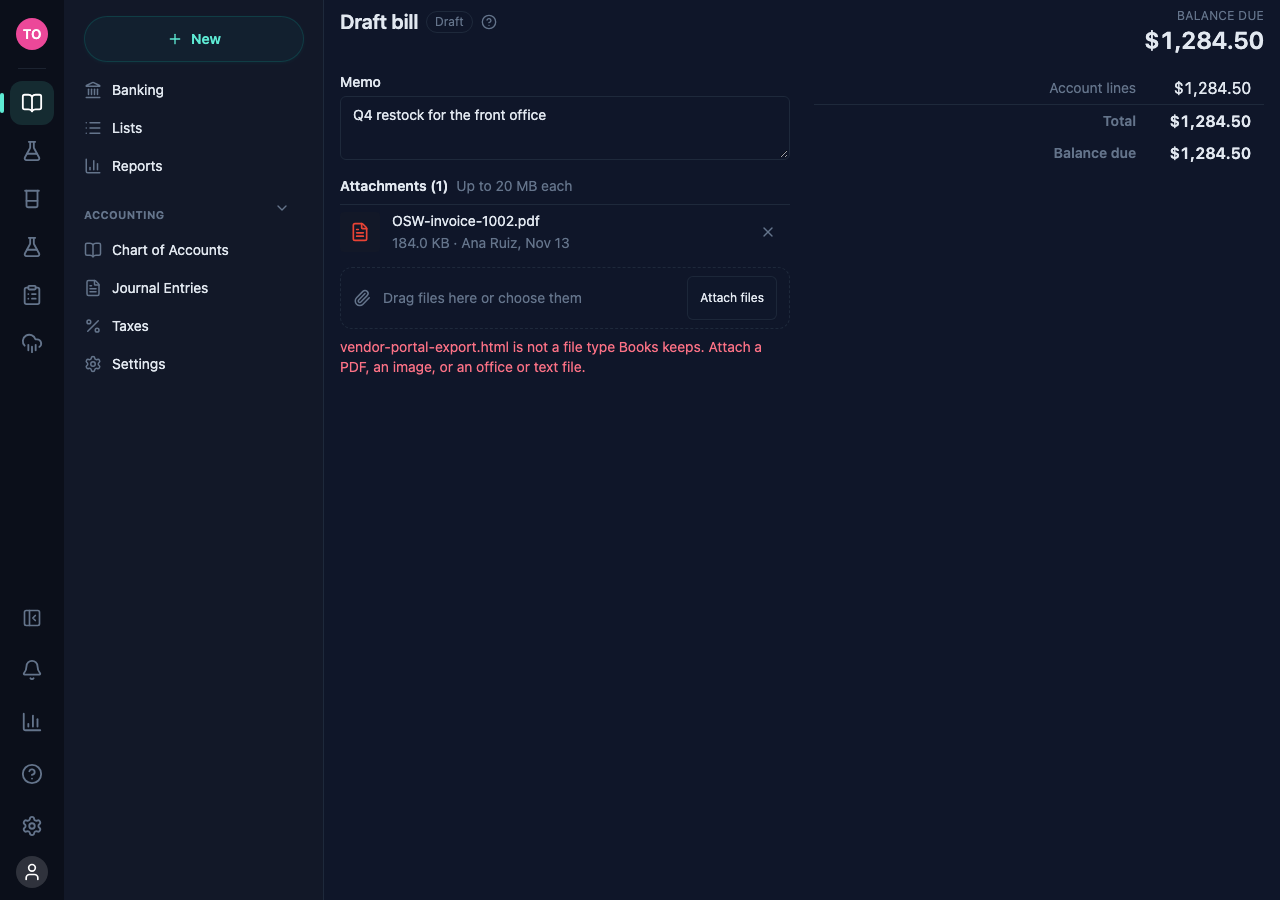 TO
New
Banking
Lists
Reports
ACCOUNTING
Chart of Accounts
Journal Entries
Taxes
Settings
Draft bill
Draft
BALANCE DUE
$1,284.50
Memo
Q4 restock for the front office
Account lines $1,284.50
Total $1,284.50
Balance due $1,284.50
Attachments (1) Up to 20 MB each
OSW-invoice-1002.pdf
184.0 KB · Ana Ruiz, Nov 13
Drag files here or choose them
Attach files
vendor-portal-export.html is not a file type Books keeps. Attach a
PDF, an image, or an office or text file.